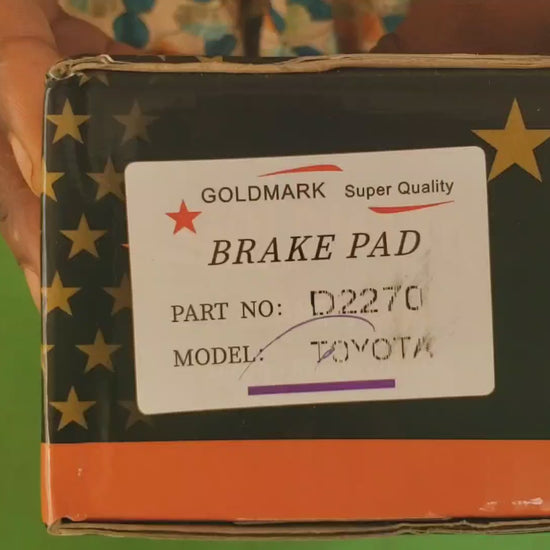 GOLDMARK Super Quality
BRAKE PAD
PART NO: D2270
MODEL: TOYOTA